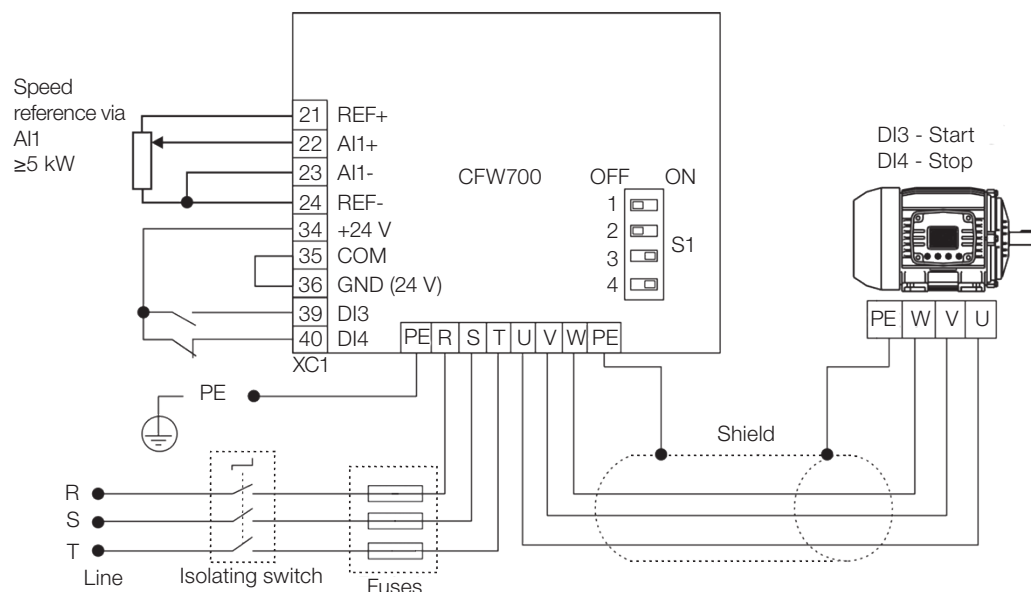 Speed
reference via
AI1
≥5 kW
21 REF+
22 AI1+
23 AI1-
24 REF-
34 +24 V
35 COM
36 GND (24 V)
39 DI3
40 DI4
XC1
CFW700
OFF ON
1
2
3
4
S1
PE R S T U V W PE
DI3 - Start
DI4 - Stop
PE W V U
PE
Shield
R
S
T
Line
Isolating switch
Fuses